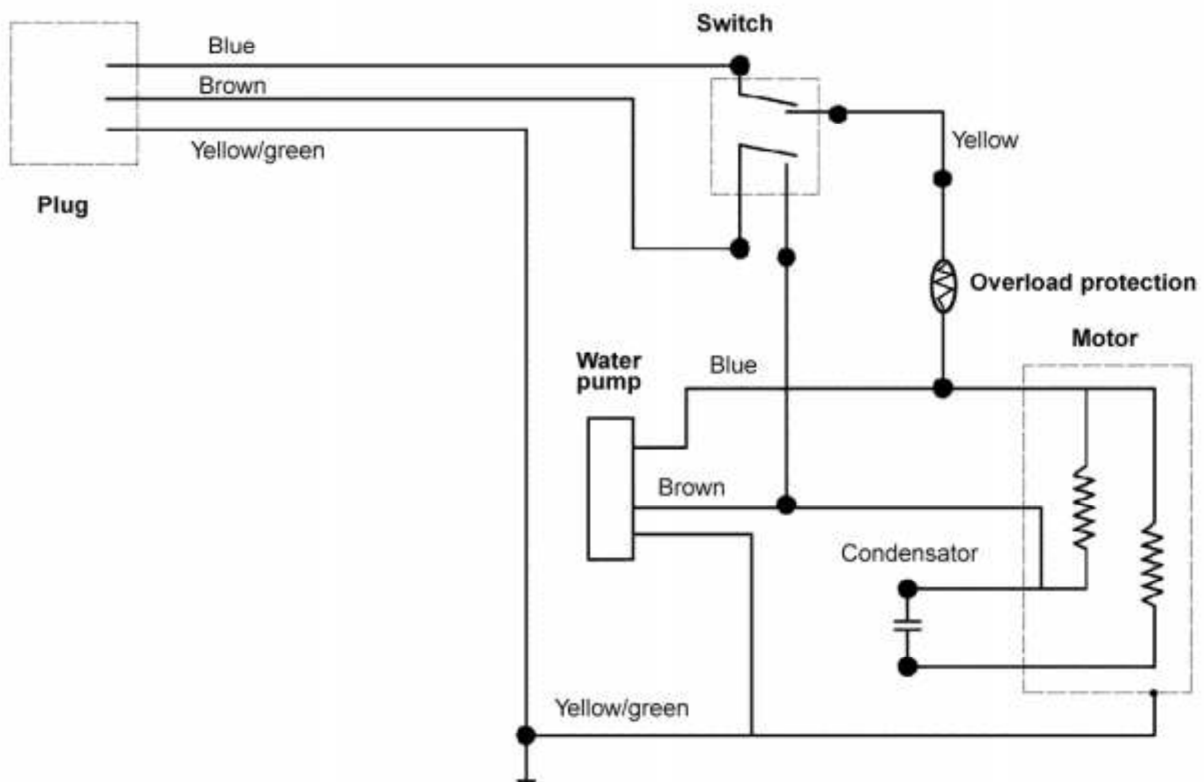 Switch
Blue
Brown
Yellow/green
Yellow
Plug
Overload protection
Motor
Water
pump
Blue
Brown
Condensator
Yellow/green